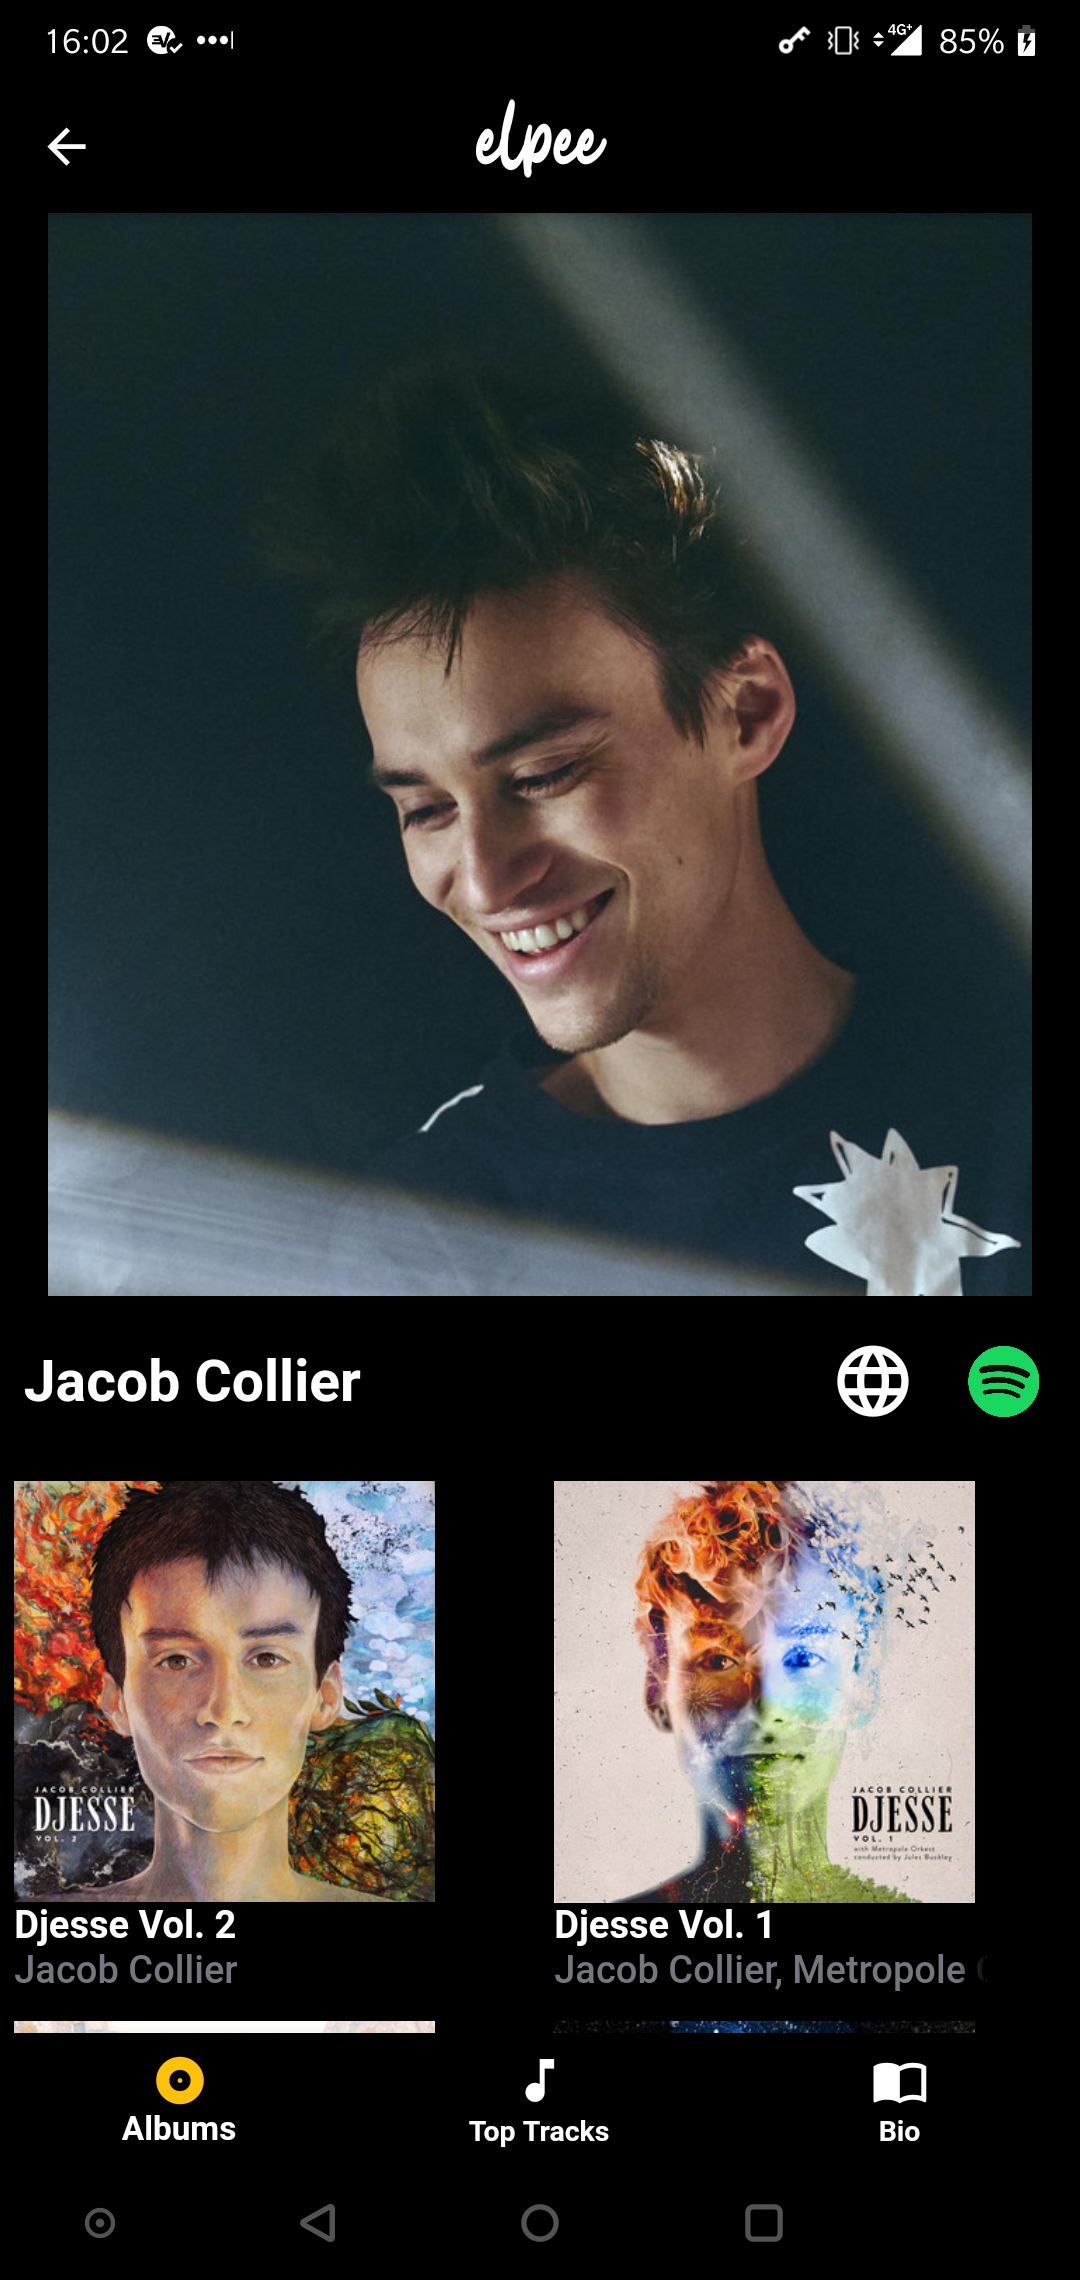 16:02
4G+
85%
elpee
Jacob Collier
JACOB COLLIER
DJESSE
VOL. 2
JACOB COLLIER
DJESSE
VOL. 1
with Metropole Orkest
conducted by Jules Buckley
Djesse Vol. 2
Jacob Collier
Djesse Vol. 1
Jacob Collier, Metropole
Albums
Top Tracks
Bio